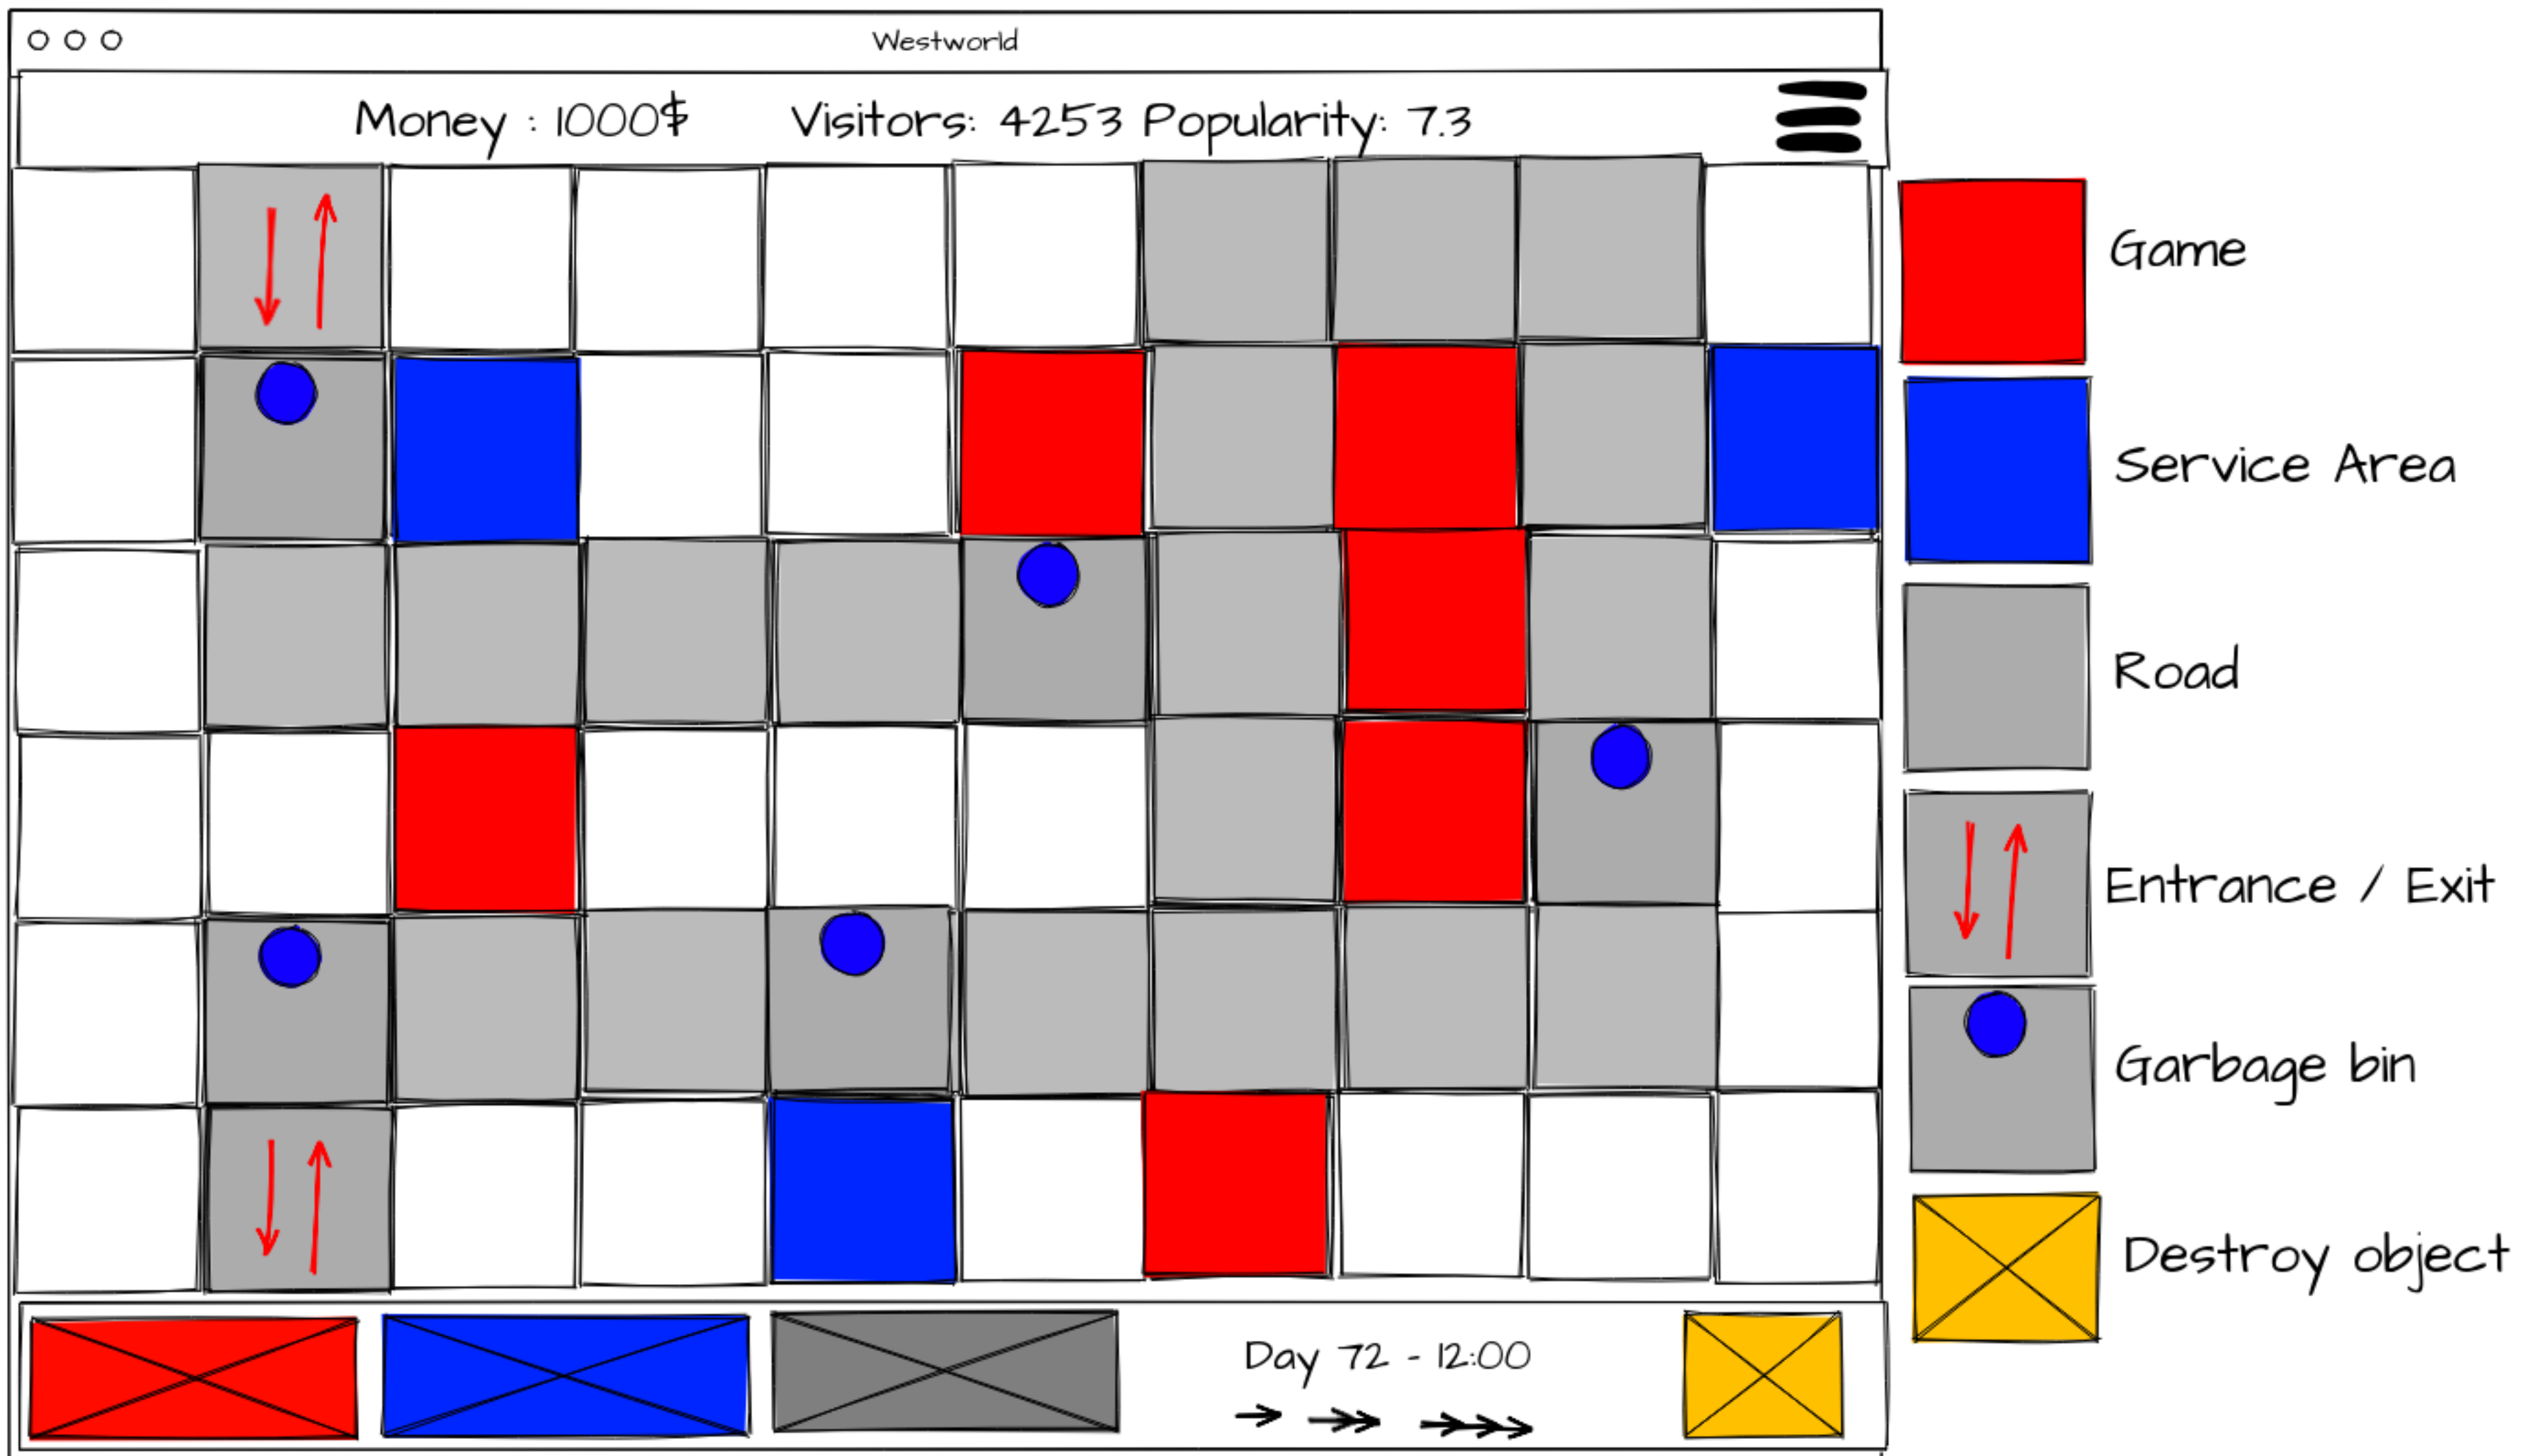 Westworld
Money : 1000$ Visitors: 4253 Popularity: 7.3
Game
Service Area
Road
Entrance / Exit
Garbage bin
Destroy object
Day 72 - 12:00